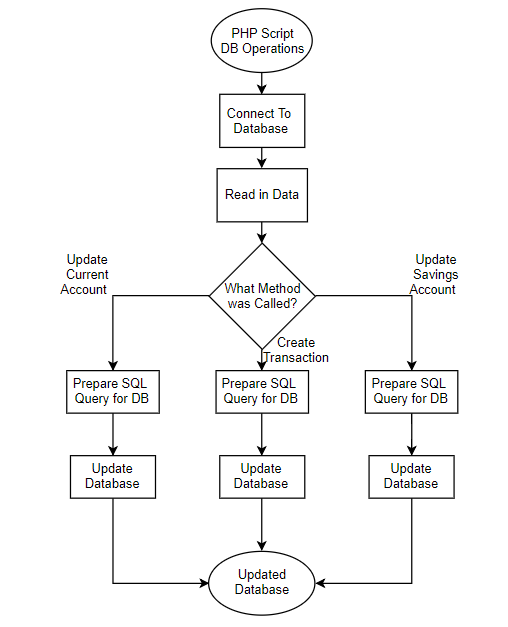 PHP Script
DB Operations
Connect To
Database
Read in Data
Update
Current
Account
What Method
was Called?
Update
Savings
Account
Create
Transaction
Prepare SQL
Query for DB
Prepare SQL
Query for DB
Prepare SQL
Query for DB
Update
Database
Update
Database
Update
Database
Updated
Database